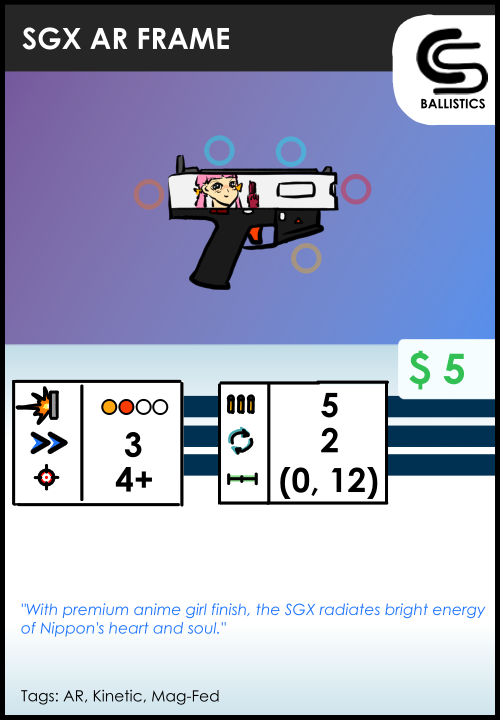 SGX AR FRAME
CS
BALLISTICS
$ 5
3
4+
5
2
(0, 12)
"With premium anime girl finish, the SGX radiates bright energy
of Nippon's heart and soul."
Tags: AR, Kinetic, Mag-Fed